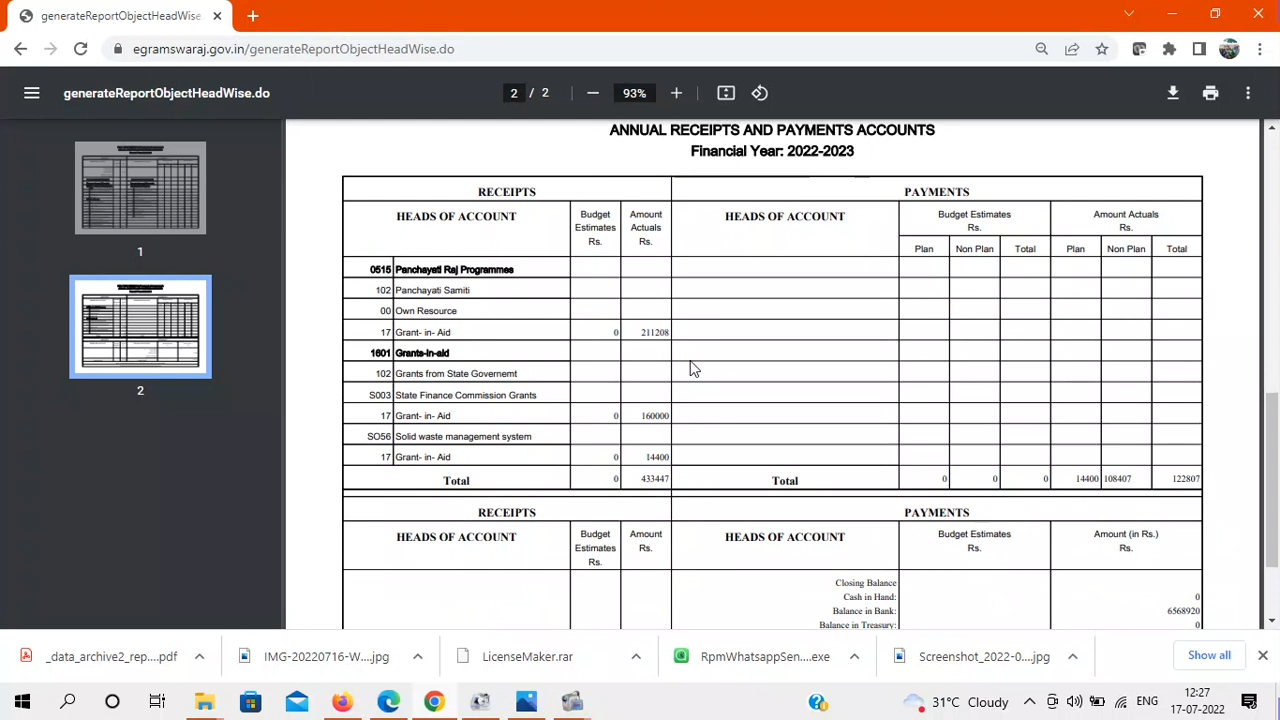 generateReportObjectHeadWise
egramswaraj.gov.in/generateReportObjectHeadWise.do
generateReportObjectHeadWise.do
2 / 2
93%
1
2
ANNUAL RECEIPTS AND PAYMENTS ACCOUNTS
Financial Year: 2022-2023
RECEIPTS PAYMENTS
HEADS OF ACCOUNT Budget Estimates Rs. Amount Actuals Rs. HEADS OF ACCOUNT Budget Estimates Rs. Amount Actuals Rs.
Plan Non Plan Total Plan Non Plan Total
0515 Panchayati Raj Programmes
102 Panchayati Samiti
00 Own Resource
17 Grant- in- Aid 0 211208
1601 Grants-in-aid
102 Grants from State Governemt
S003 State Finance Commission Grants
17 Grant- in- Aid 0 160000
SO56 Solid waste management system
17 Grant- in- Aid 0 14400
Total 0 433447 Total 0 0 0 14400 108407 122807
RECEIPTS PAYMENTS
HEADS OF ACCOUNT Budget Estimates Rs. Amount Rs. HEADS OF ACCOUNT Budget Estimates Rs. Amount (in Rs.) Rs.
Closing Balance
Cash in Hand: 0
Balance in Bank: 6568920
Balance in Treasury: 0
_data_archive2_rep....pdf
IMG-20220716-W....jpg
LicenseMaker.rar
RpmWhatsappSen....exe
Screenshot_2022-0....jpg
Show all
31°C Cloudy
ENG
12:27
17-07-2022